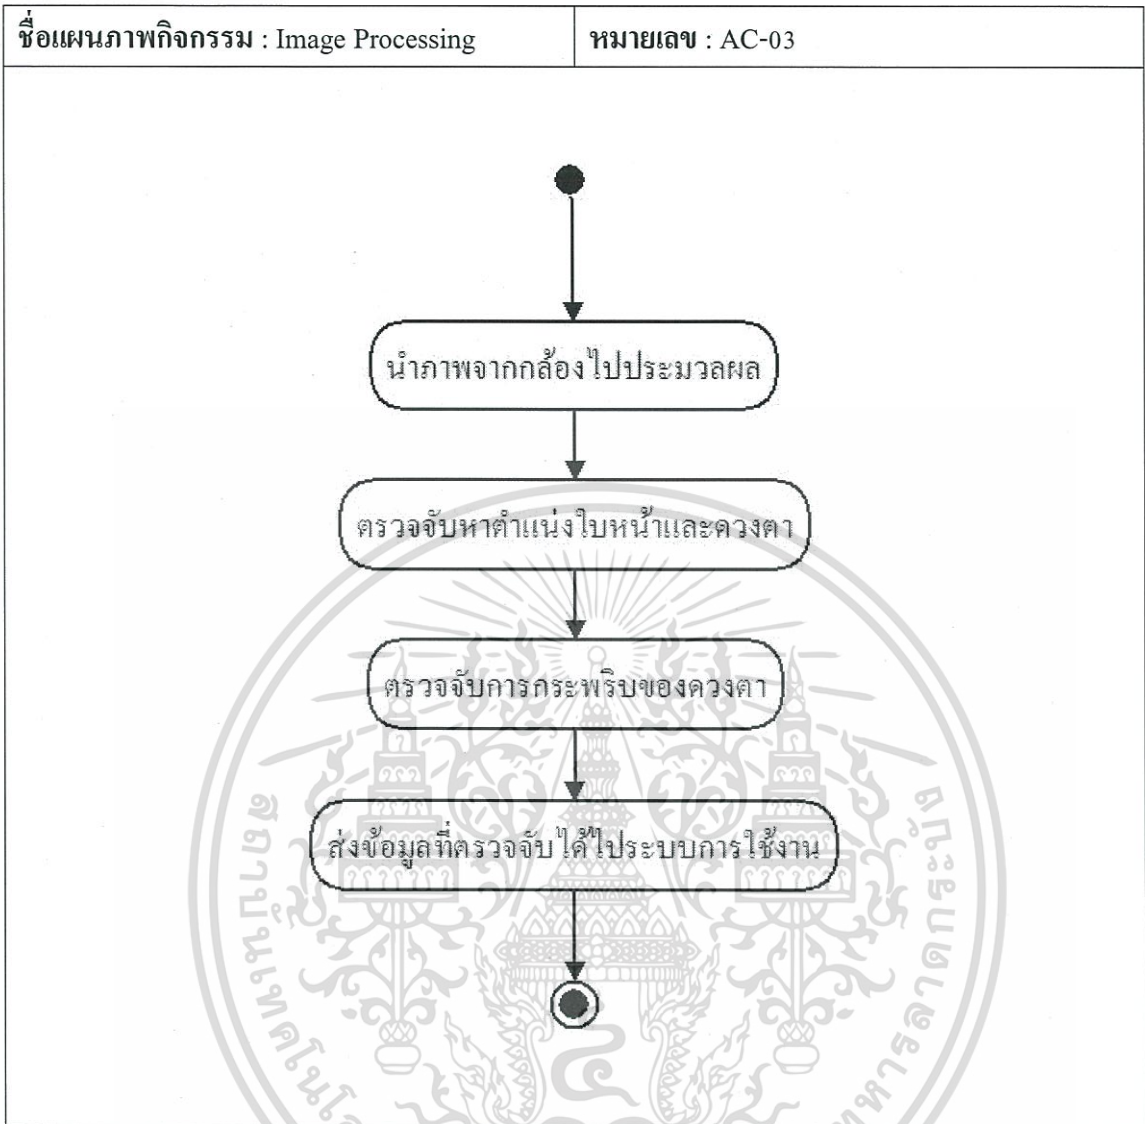 ชื่อแผนภาพกิจกรรม : Image Processing
หมายเลข : AC-03
นำภาพจากกล้องไปประมวลผล
ตรวจจับหาตำแน่งใบหน้าและดวงตา
ตรวจจับการกระพริบของดวงตา
ส่งข้อมูลที่ตรวจจับได้ไประบบการใช้งาน